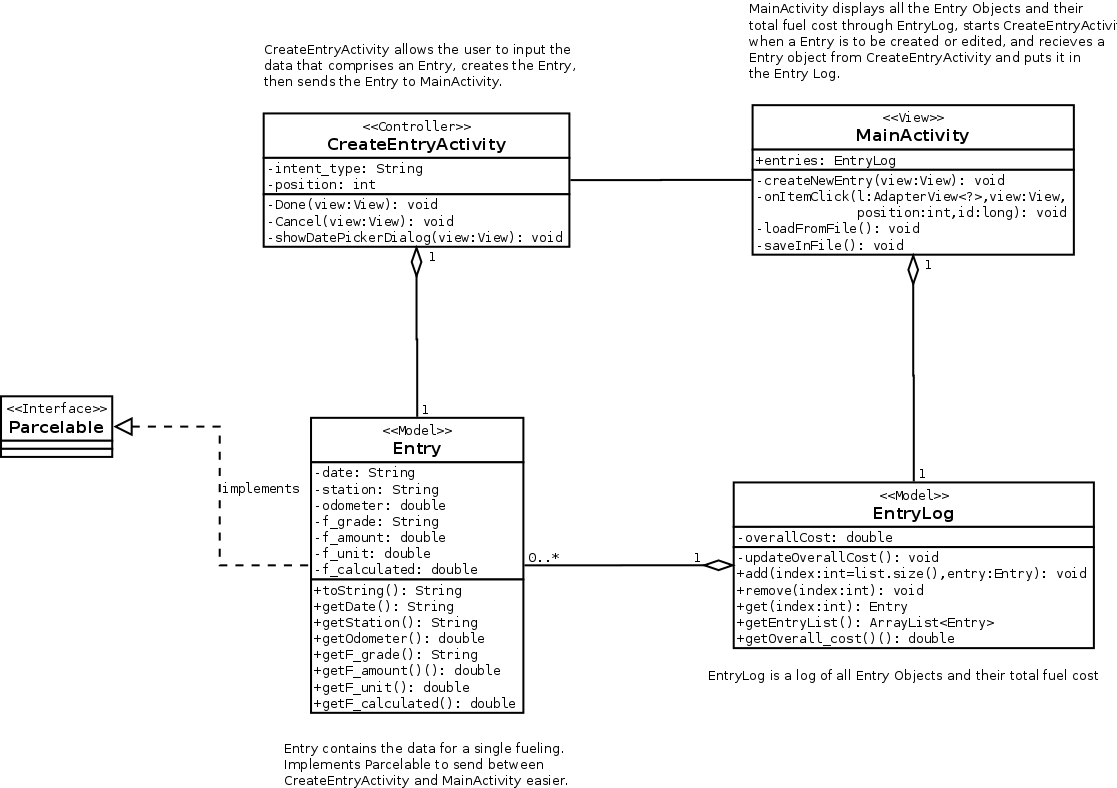 MainActivity displays all the Entry Objects and their
total fuel cost through EntryLog, starts CreateEntryActivi
when a Entry is to be created or edited, and recieves a
Entry object from CreateEntryActivity and puts it in
the Entry Log.
CreateEntryActivity allows the user to input the
data that comprises an Entry, creates the Entry,
then sends the Entry to MainActivity.
<<Controller>>
CreateEntryActivity
-intent_type: String
-position: int
-Done(view:View): void
-Cancel(view:View): void
-showDatePickerDialog(view:View): void
<<View>>
MainActivity
+entries: EntryLog
-createNewEntry(view:View): void
-onItemClick(l:AdapterView<?>,view:View,
position:int,id:long): void
-loadFromFile(): void
-saveInFile(): void
1
1
1
1
<<Interface>>
Parcelable
implements
<<Model>>
Entry
-date: String
-station: String
-odometer: double
-f_grade: String
-f_amount: double
-f_unit: double
-f_calculated: double
+toString(): String
+getDate(): String
+getStation(): String
+getOdometer(): double
+getF_grade(): String
+getF_amount()(): double
+getF_unit(): double
+getF_calculated(): double
0..*
1
<<Model>>
EntryLog
-overallCost: double
-updateOverallCost(): void
+add(index:int=list.size(),entry:Entry): void
+remove(index:int): void
+get(index:int): Entry
+getEntryList(): ArrayList<Entry>
+getOverall_cost()(): double
EntryLog is a log of all Entry Objects and their total fuel cost
Entry contains the data for a single fueling.
Implements Parcelable to send between
CreateEntryActivity and MainActivity easier.